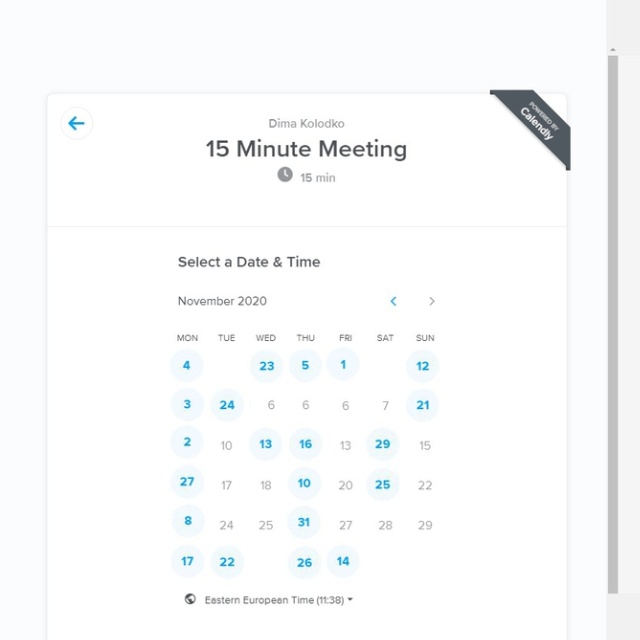 POWERED BY
Calendly
Dima Kolodko
15 Minute Meeting
15 min
Select a Date & Time
November 2020
MON TUE WED THU FRI SAT SUN
4 23 5 1 12
3 24 6 6 6 7 21
2 10 13 16 13 29 15
27 17 18 10 20 25 22
8 24 25 31 27 28 29
17 22 26 14
Eastern European Time (11:38)